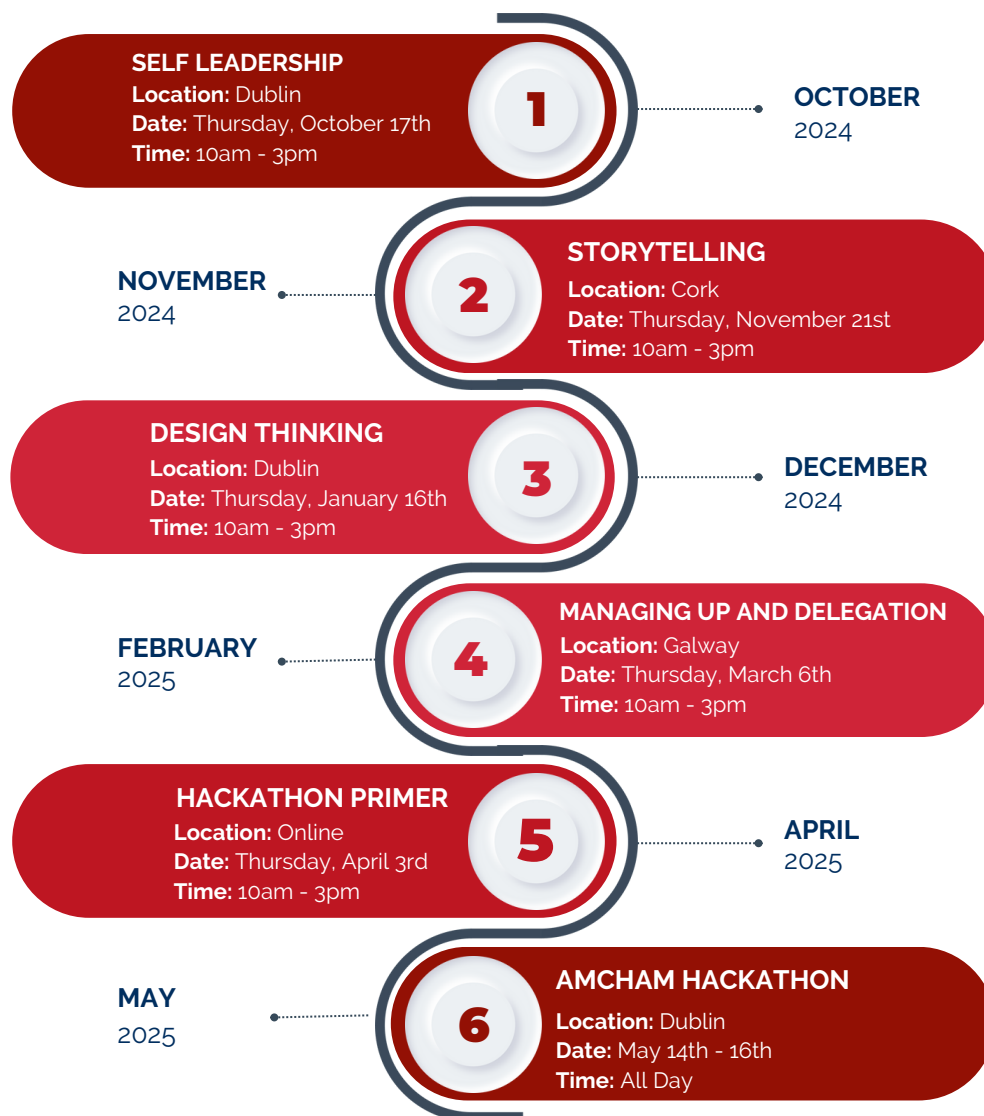 SELF LEADERSHIP
Location: Dublin
Date: Thursday, October 17th
Time: 10am - 3pm
1
OCTOBER
2024
NOVEMBER
2024
2
STORYTELLING
Location: Cork
Date: Thursday, November 21st
Time: 10am - 3pm
DESIGN THINKING
Location: Dublin
Date: Thursday, January 16th
Time: 10am - 3pm
3
DECEMBER
2024
FEBRUARY
2025
4
MANAGING UP AND DELEGATION
Location: Galway
Date: Thursday, March 6th
Time: 10am - 3pm
HACKATHON PRIMER
Location: Online
Date: Thursday, April 3rd
Time: 10am - 3pm
5
APRIL
2025
MAY
2025
6
AMCHAM HACKATHON
Location: Dublin
Date: May 14th - 16th
Time: All Day